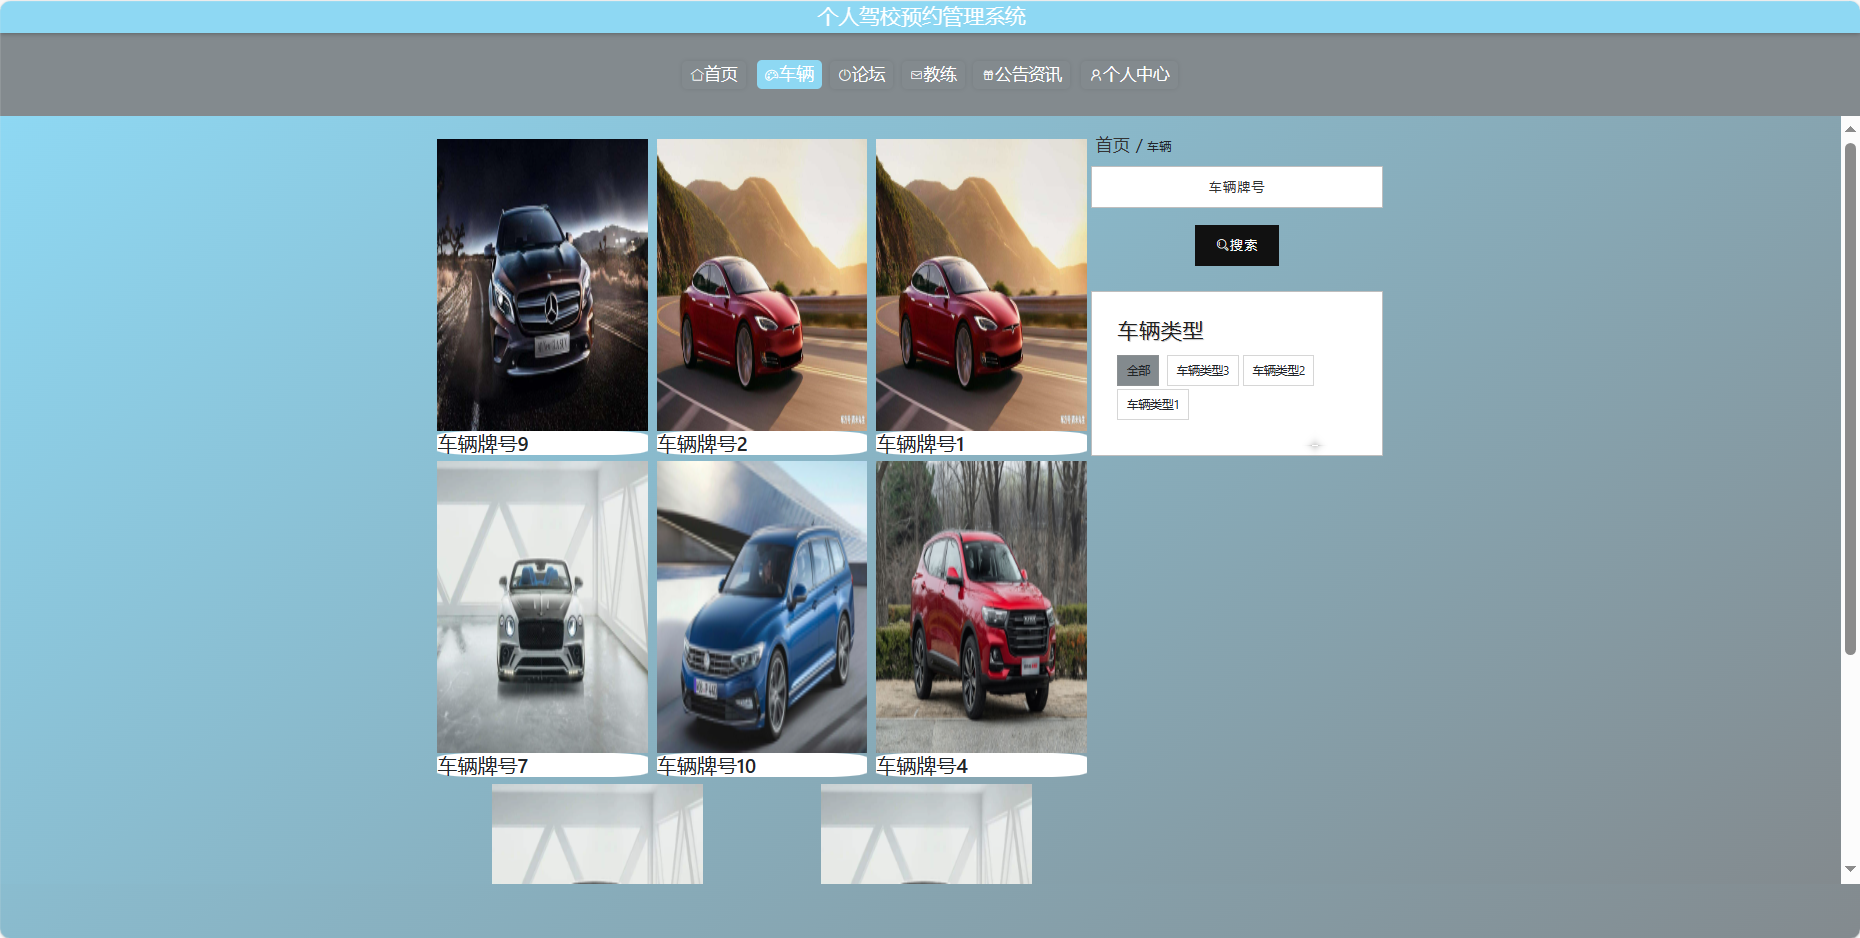 个人驾校预约管理系统
首页 车辆 论坛 教练 公告资讯 个人中心
首页 / 车辆
车辆牌号
搜索
车辆类型
全部 车辆类型3 车辆类型2
车辆类型1
车辆牌号9 车辆牌号2 车辆牌号1
车辆牌号7 车辆牌号10 车辆牌号4